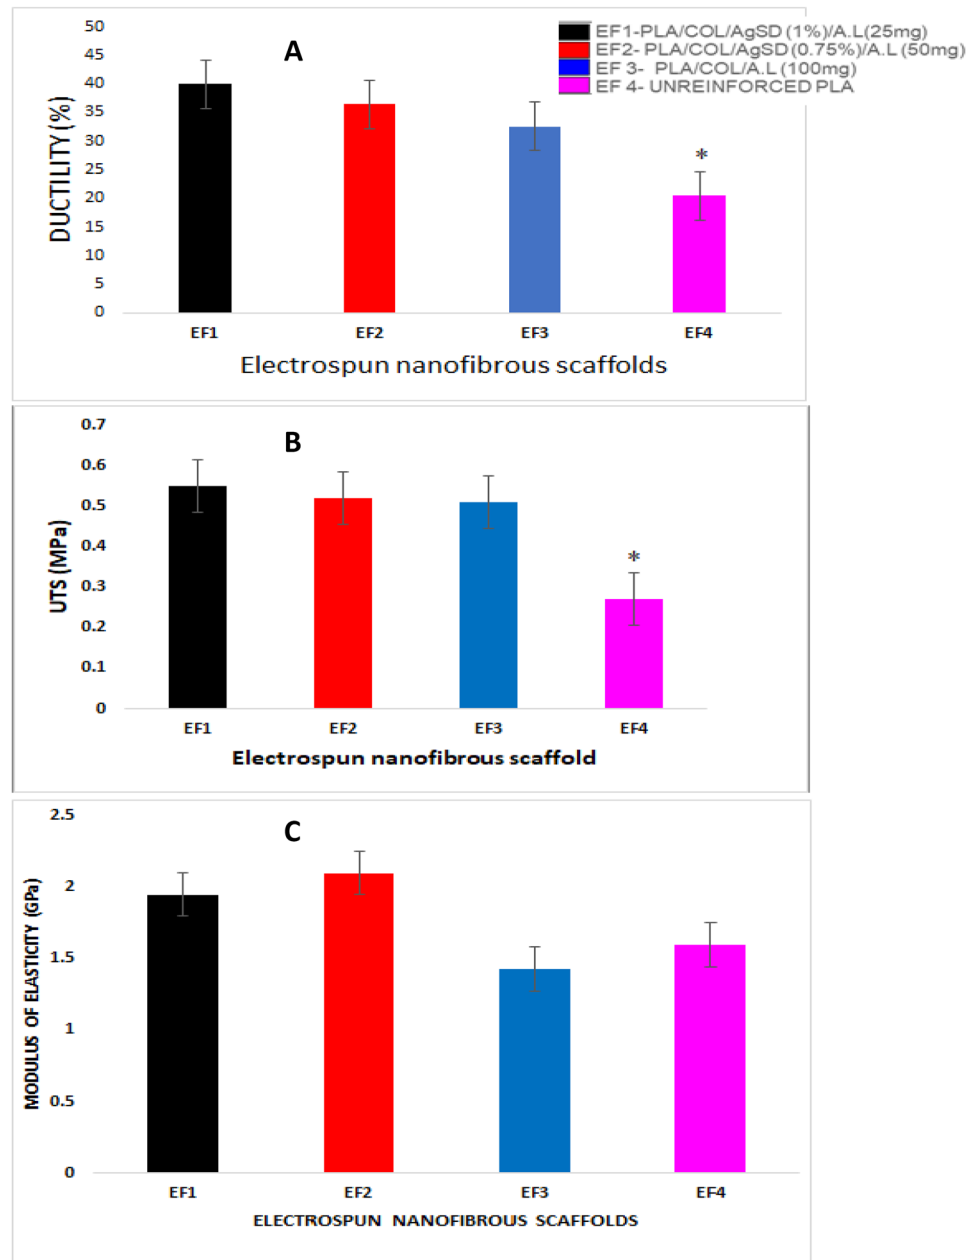 A
EF1-PLA/COL/AgSD (1%)/A.L(25mg)
EF2- PLA/COL/AgSD (0.75%)/A.L (50mg)
EF 3-  PLA/COL/A.L (100mg)
EF 4- UNREINFORCED PLA
DUCTILITY (%)
50
45
40
35
30
25
20
15
10
5
0
*
EF1 EF2 EF3 EF4
Electrospun nanofibrous scaffolds
B
UTS (MPa)
0.7
0.6
0.5
0.4
0.3
0.2
0.1
0
*
EF1 EF2 EF3 EF4
Electrospun nanofibrous scaffold
C
MODULUS OF ELASTICITY (GPa)
2.5
2
1.5
1
0.5
0
EF1 EF2 EF3 EF4
ELECTROSPUN NANOFIBROUS SCAFFOLDS